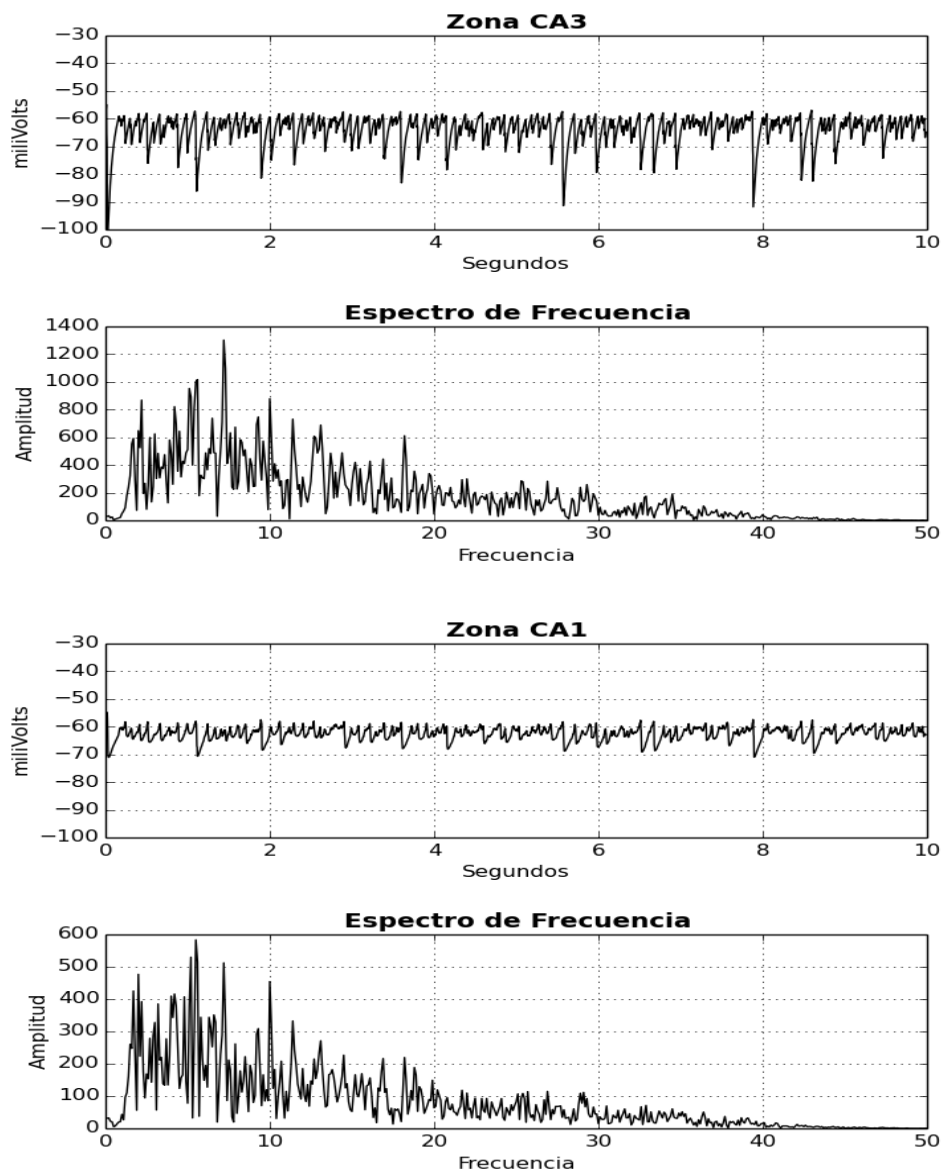 Zona CA3
−30
−40
−50
−60
−70
−80
−90
−100
miliVolts
0 2 4 6 8 10
Segundos
Espectro de Frecuencia
1400
1200
1000
800
600
400
200
0
Amplitud
0 10 20 30 40 50
Frecuencia
Zona CA1
−30
−40
−50
−60
−70
−80
−90
−100
miliVolts
0 2 4 6 8 10
Segundos
Espectro de Frecuencia
600
500
400
300
200
100
0
Amplitud
0 10 20 30 40 50
Frecuencia